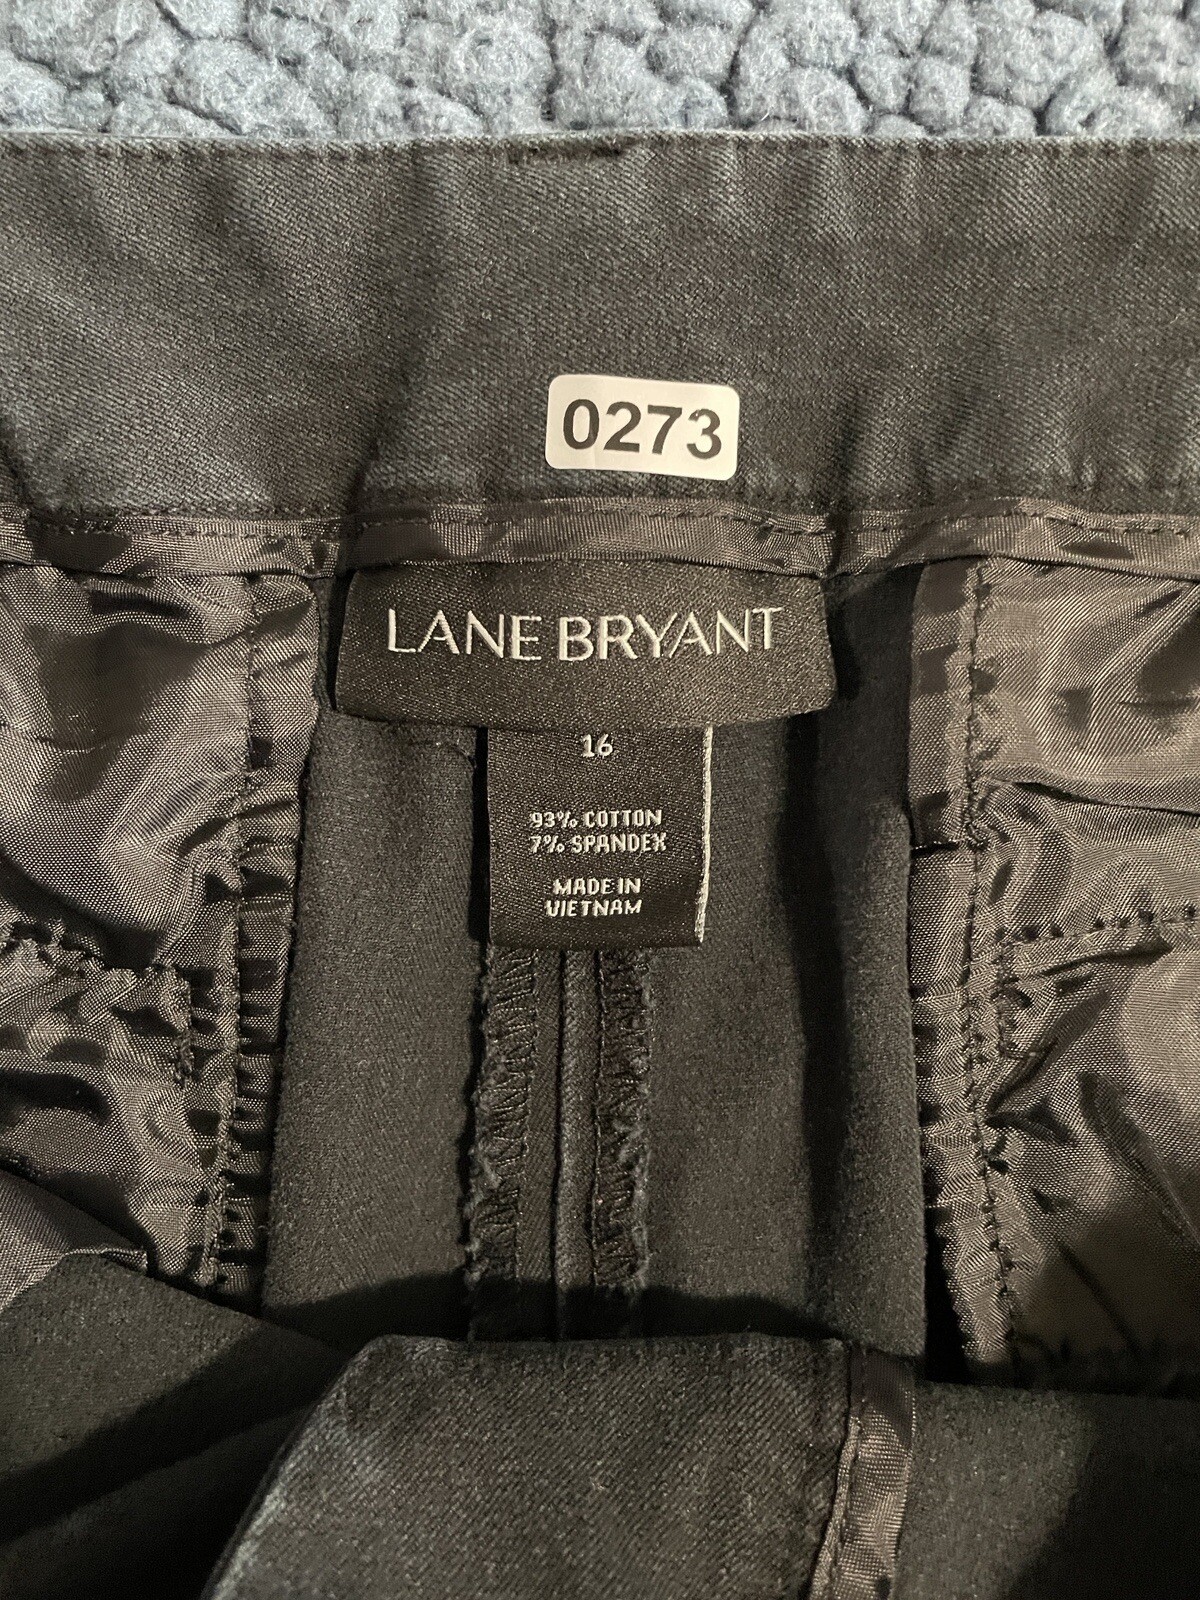 0273
LANE BRYANT
16
93% COTTON
7% SPANDEX
MADE IN
VIETNAM